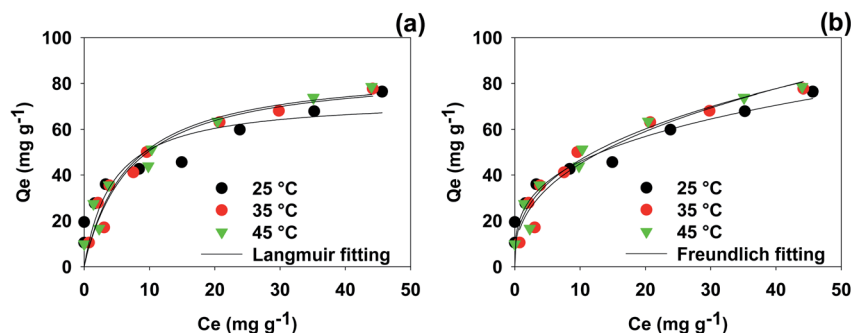 (a)
100
80
60
40
20
0
Qe (mg g⁻¹)
25 °C
35 °C
45 °C
Langmuir fitting
0 10 20 30 40 50
Ce (mg g⁻¹)
(b)
100
80
60
40
20
0
Qe (mg g⁻¹)
25 °C
35 °C
45 °C
Freundlich fitting
0 10 20 30 40 50
Ce (mg g⁻¹)